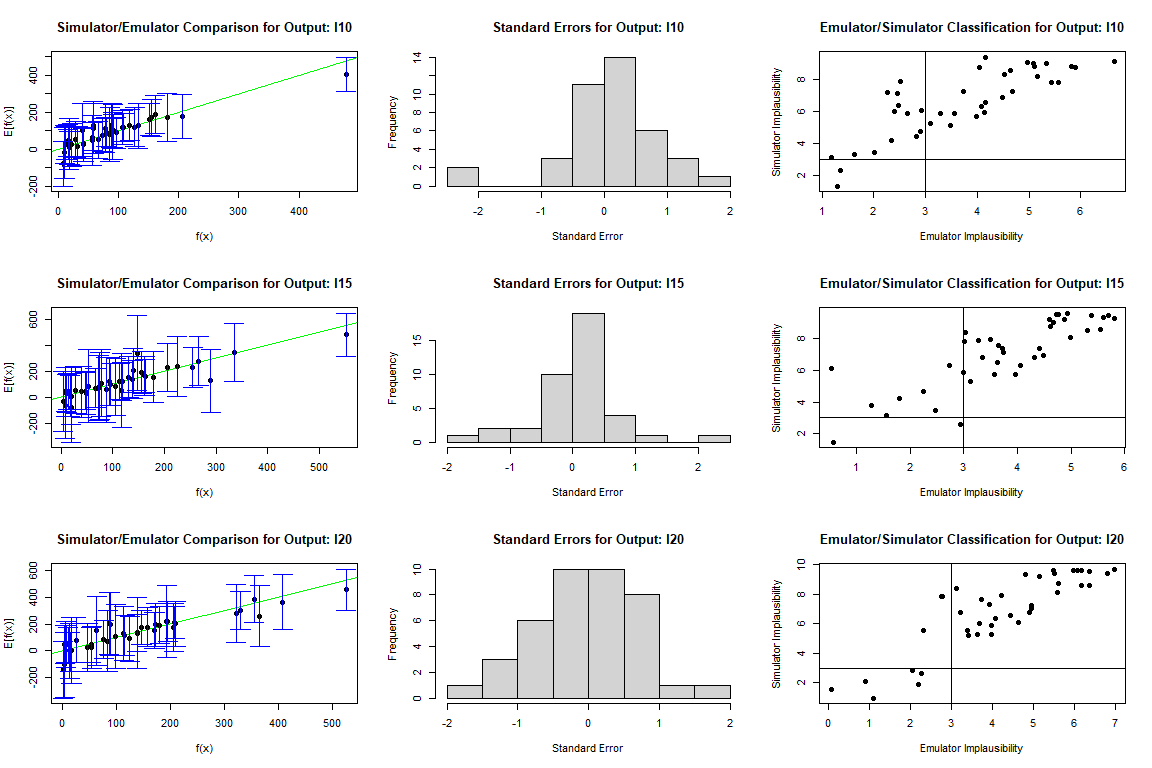 Simulator/Emulator Comparison for Output: I10
E[f(x)]
-200 0 200 400
0 100 200 300 400
f(x)
Standard Errors for Output: I10
Frequency
0 2 4 6 8 10 14
-2 -1 0 1 2
Standard Error
Emulator/Simulator Classification for Output: I10
Simulator Implausibility
2 4 6 8
1 2 3 4 5 6
Emulator Implausibility
Simulator/Emulator Comparison for Output: I15
E[f(x)]
-200 0 200 400 600
0 100 200 300 400 500
f(x)
Standard Errors for Output: I15
Frequency
0 5 10 15
-2 -1 0 1 2
Standard Error
Emulator/Simulator Classification for Output: I15
Simulator Implausibility
2 4 6 8
1 2 3 4 5 6
Emulator Implausibility
Simulator/Emulator Comparison for Output: I20
E[f(x)]
-200 0 200 400 600
0 100 200 300 400 500
f(x)
Standard Errors for Output: I20
Frequency
0 2 4 6 8 10
-2 -1 0 1 2
Standard Error
Emulator/Simulator Classification for Output: I20
Simulator Implausibility
2 4 6 8 10
0 1 2 3 4 5 6 7
Emulator Implausibility